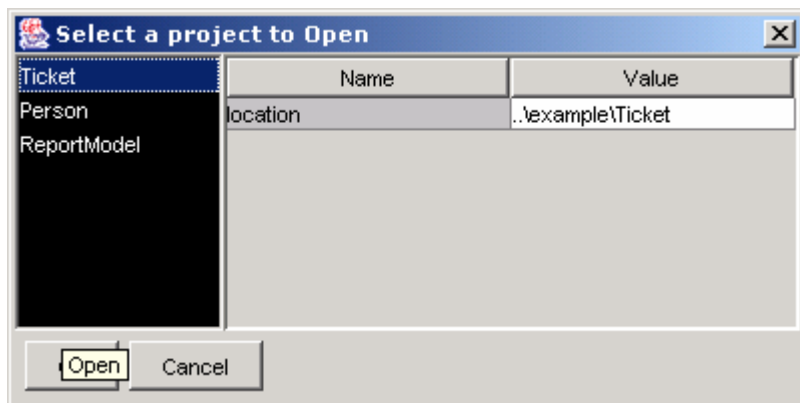 Select a project to Open
Ticket
Person
ReportModel
Name Value
location ..\example\Ticket
Open Cancel